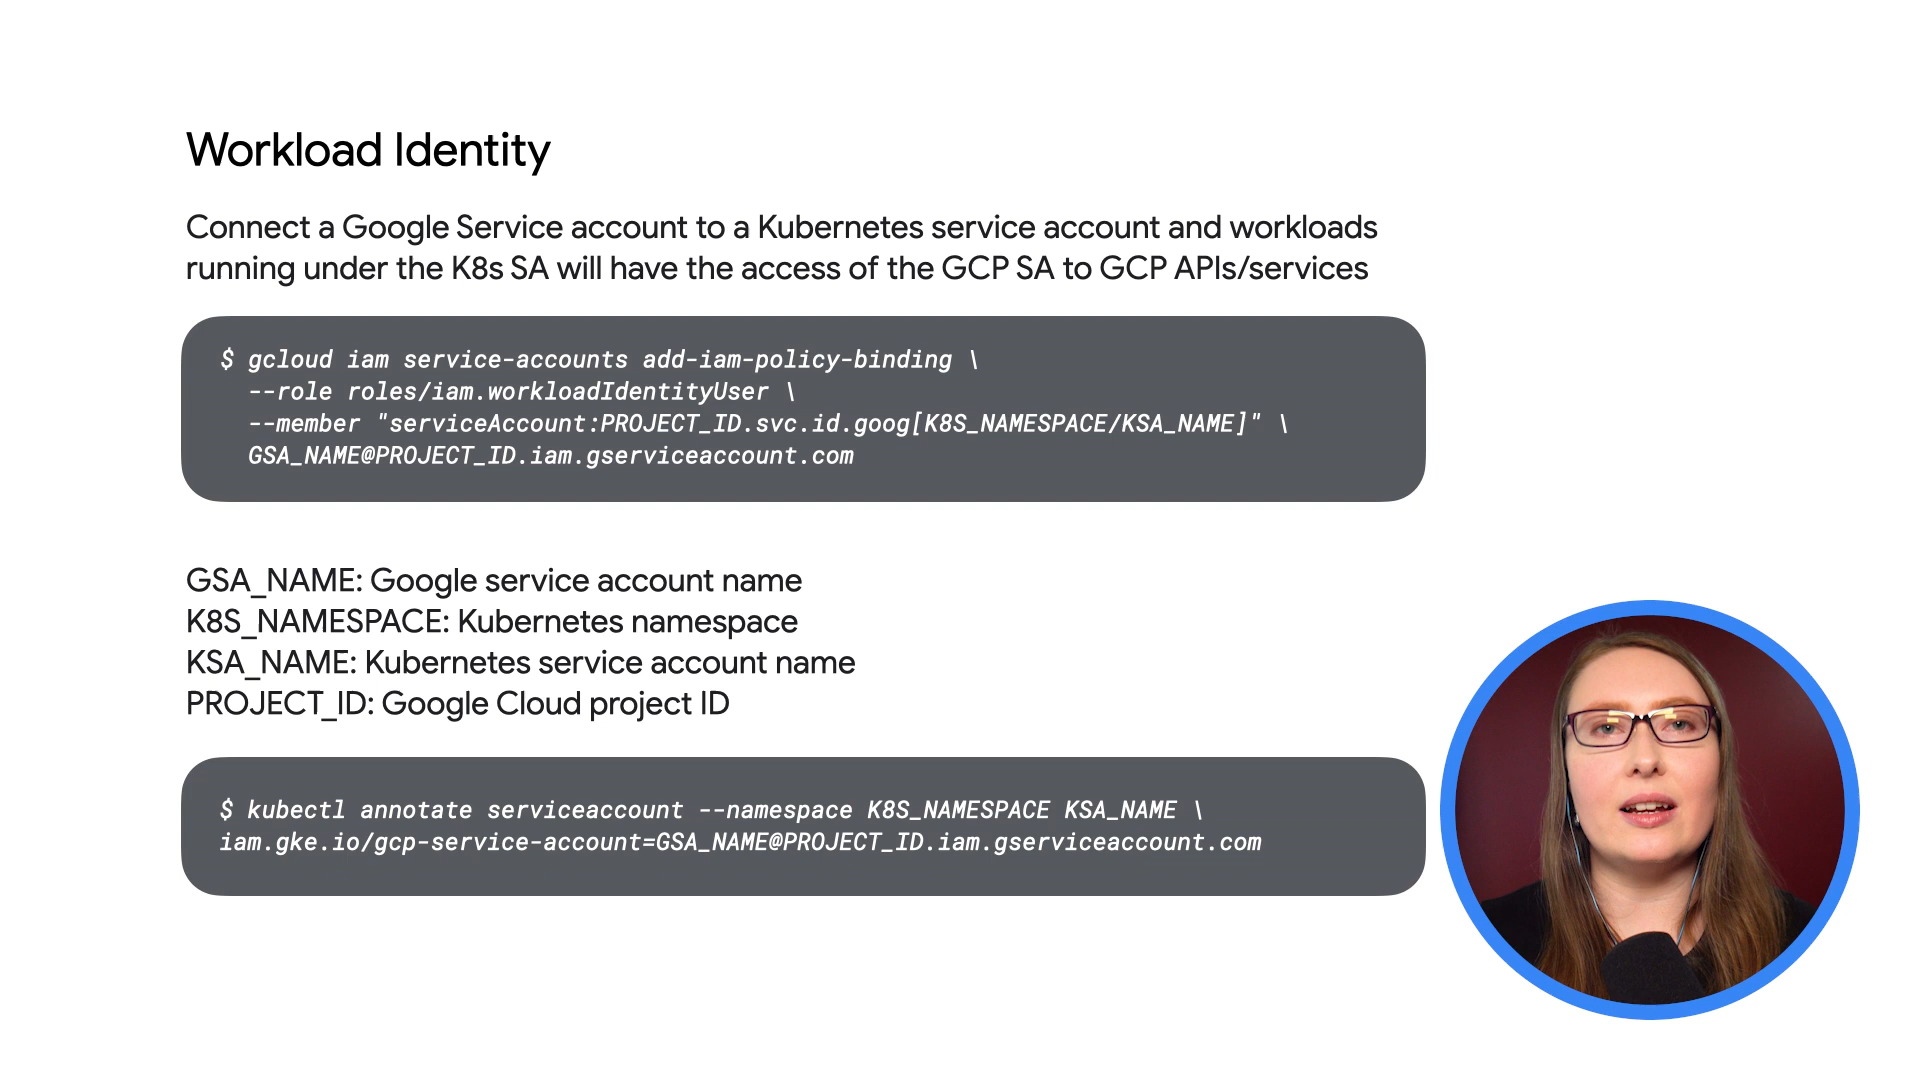 Workload Identity
Connect a Google Service account to a Kubernetes service account and workloads
running under the K8s SA will have the access of the GCP SA to GCP APIs/services
$ gcloud iam service-accounts add-iam-policy-binding \
--role roles/iam.workloadIdentityUser \
--member "serviceAccount:PROJECT_ID.svc.id.goog[K8S_NAMESPACE/KSA_NAME]" \
GSA_NAME@PROJECT_ID.iam.gserviceaccount.com
GSA_NAME: Google service account name
K8S_NAMESPACE: Kubernetes namespace
KSA_NAME: Kubernetes service account name
PROJECT_ID: Google Cloud project ID
$ kubectl annotate serviceaccount --namespace K8S_NAMESPACE KSA_NAME \
iam.gke.io/gcp-service-account=GSA_NAME@PROJECT_ID.iam.gserviceaccount.com